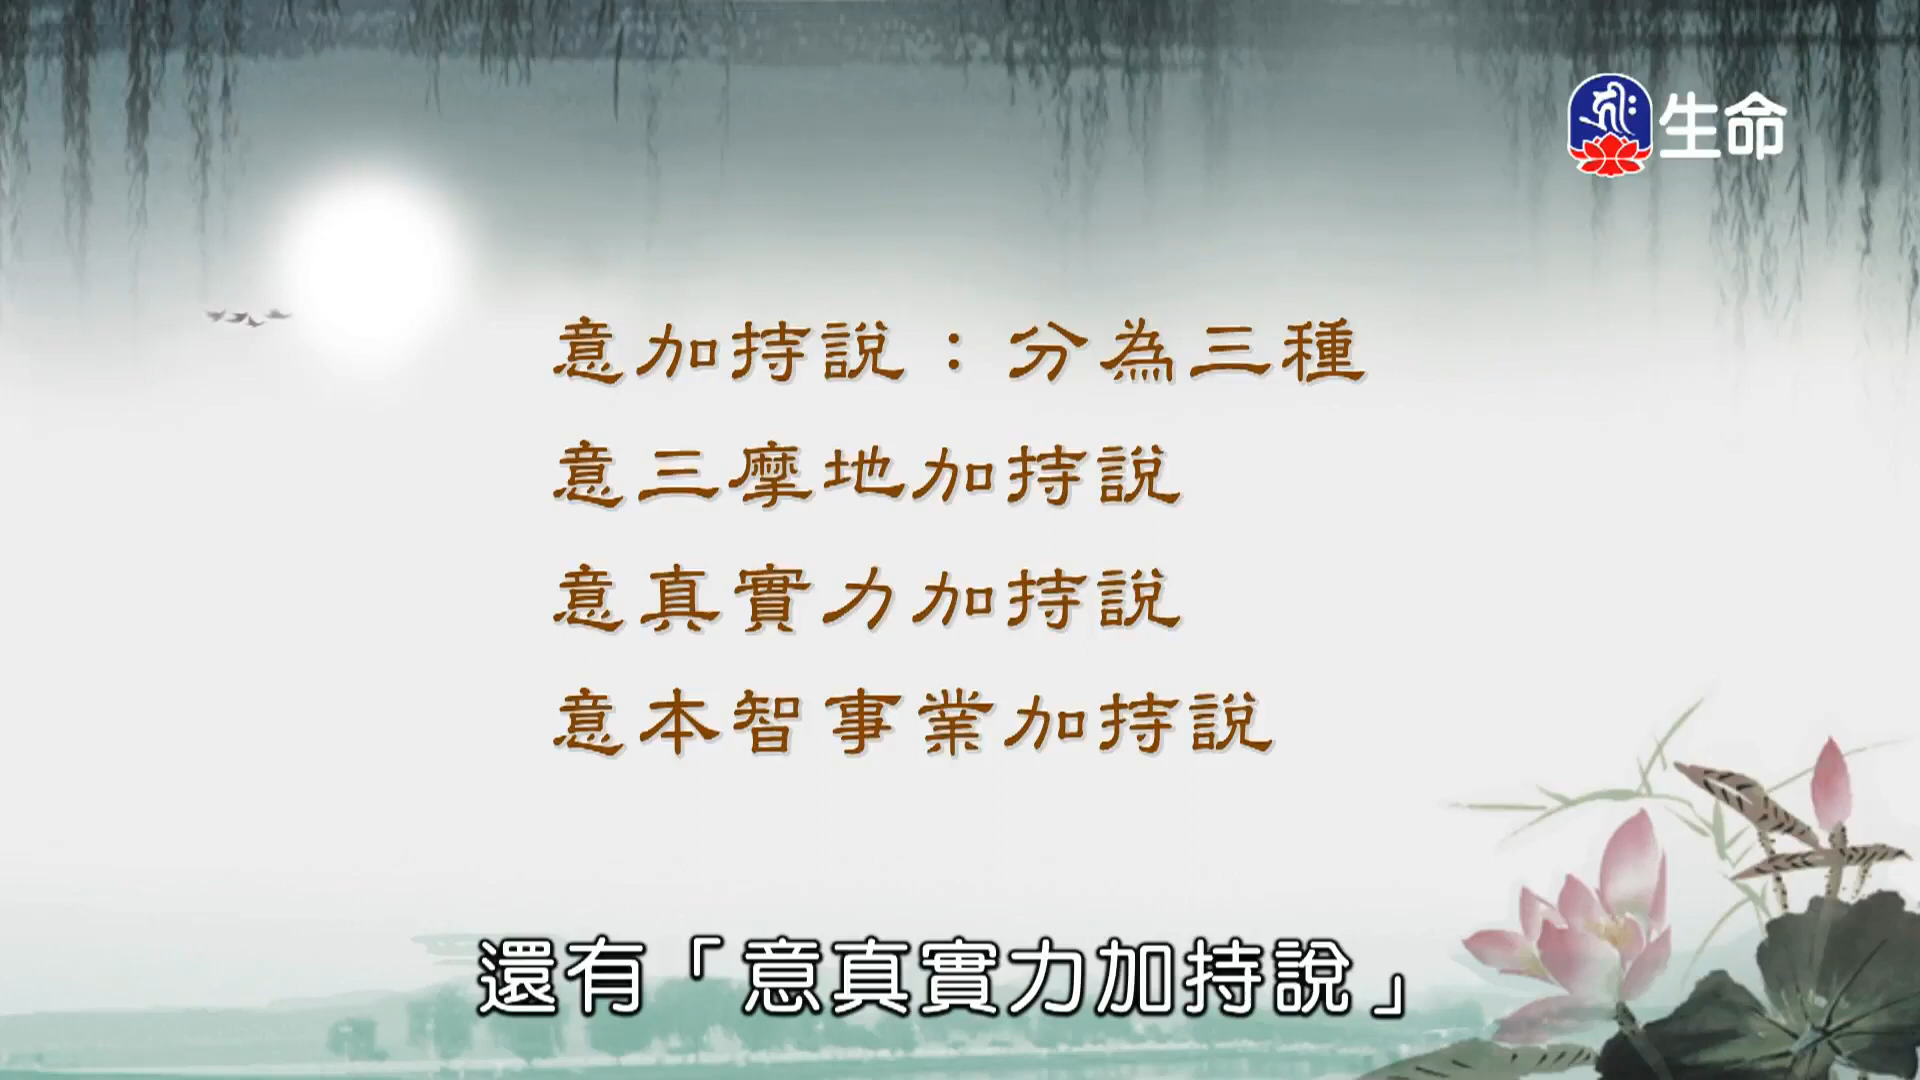 生命
意加持說：分為三種
意三摩地加持說
意真實力加持說
意本智事業加持說
還有「意真實力加持說」